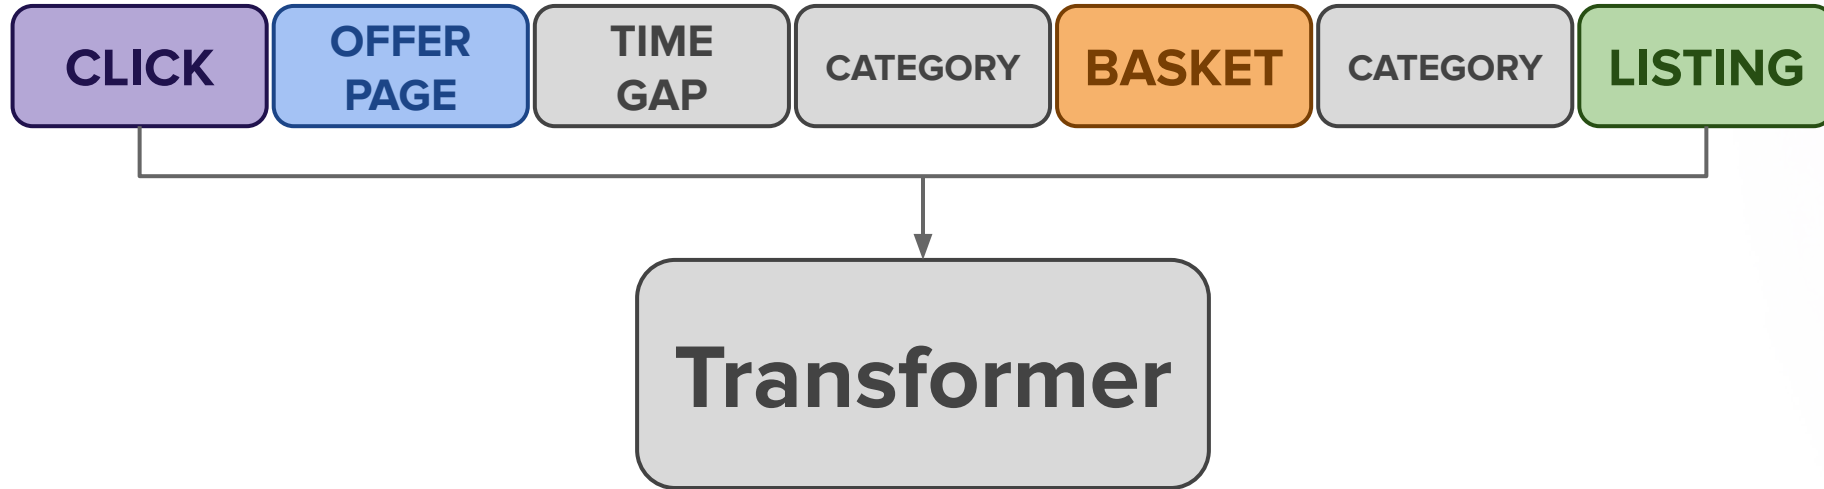 CLICK
OFFER
PAGE
TIME
GAP
CATEGORY
BASKET
CATEGORY
LISTING
Transformer